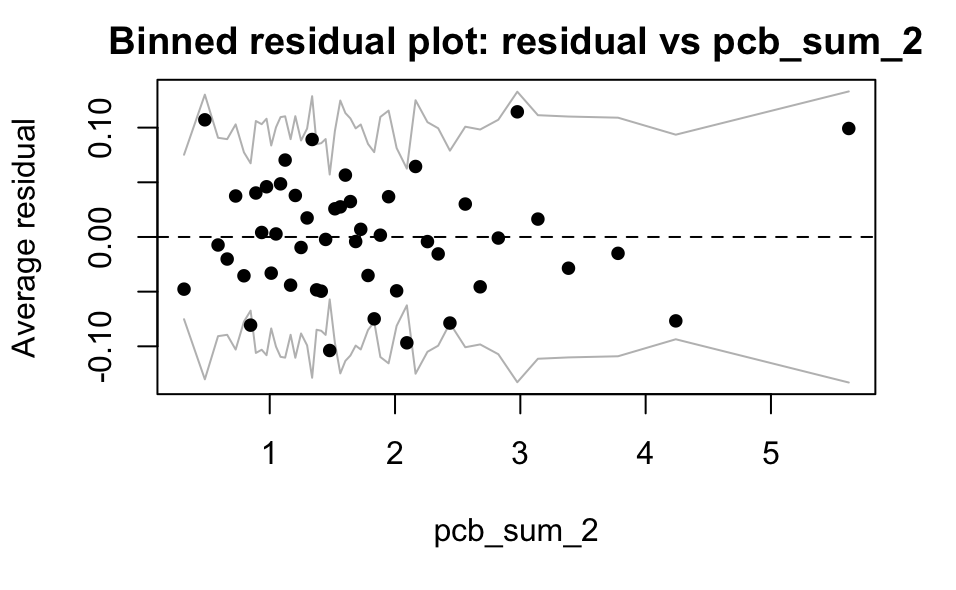 Binned residual plot: residual vs pcb_sum_2
Average residual
0.10
0.00
-0.10
1 2 3 4 5
pcb_sum_2